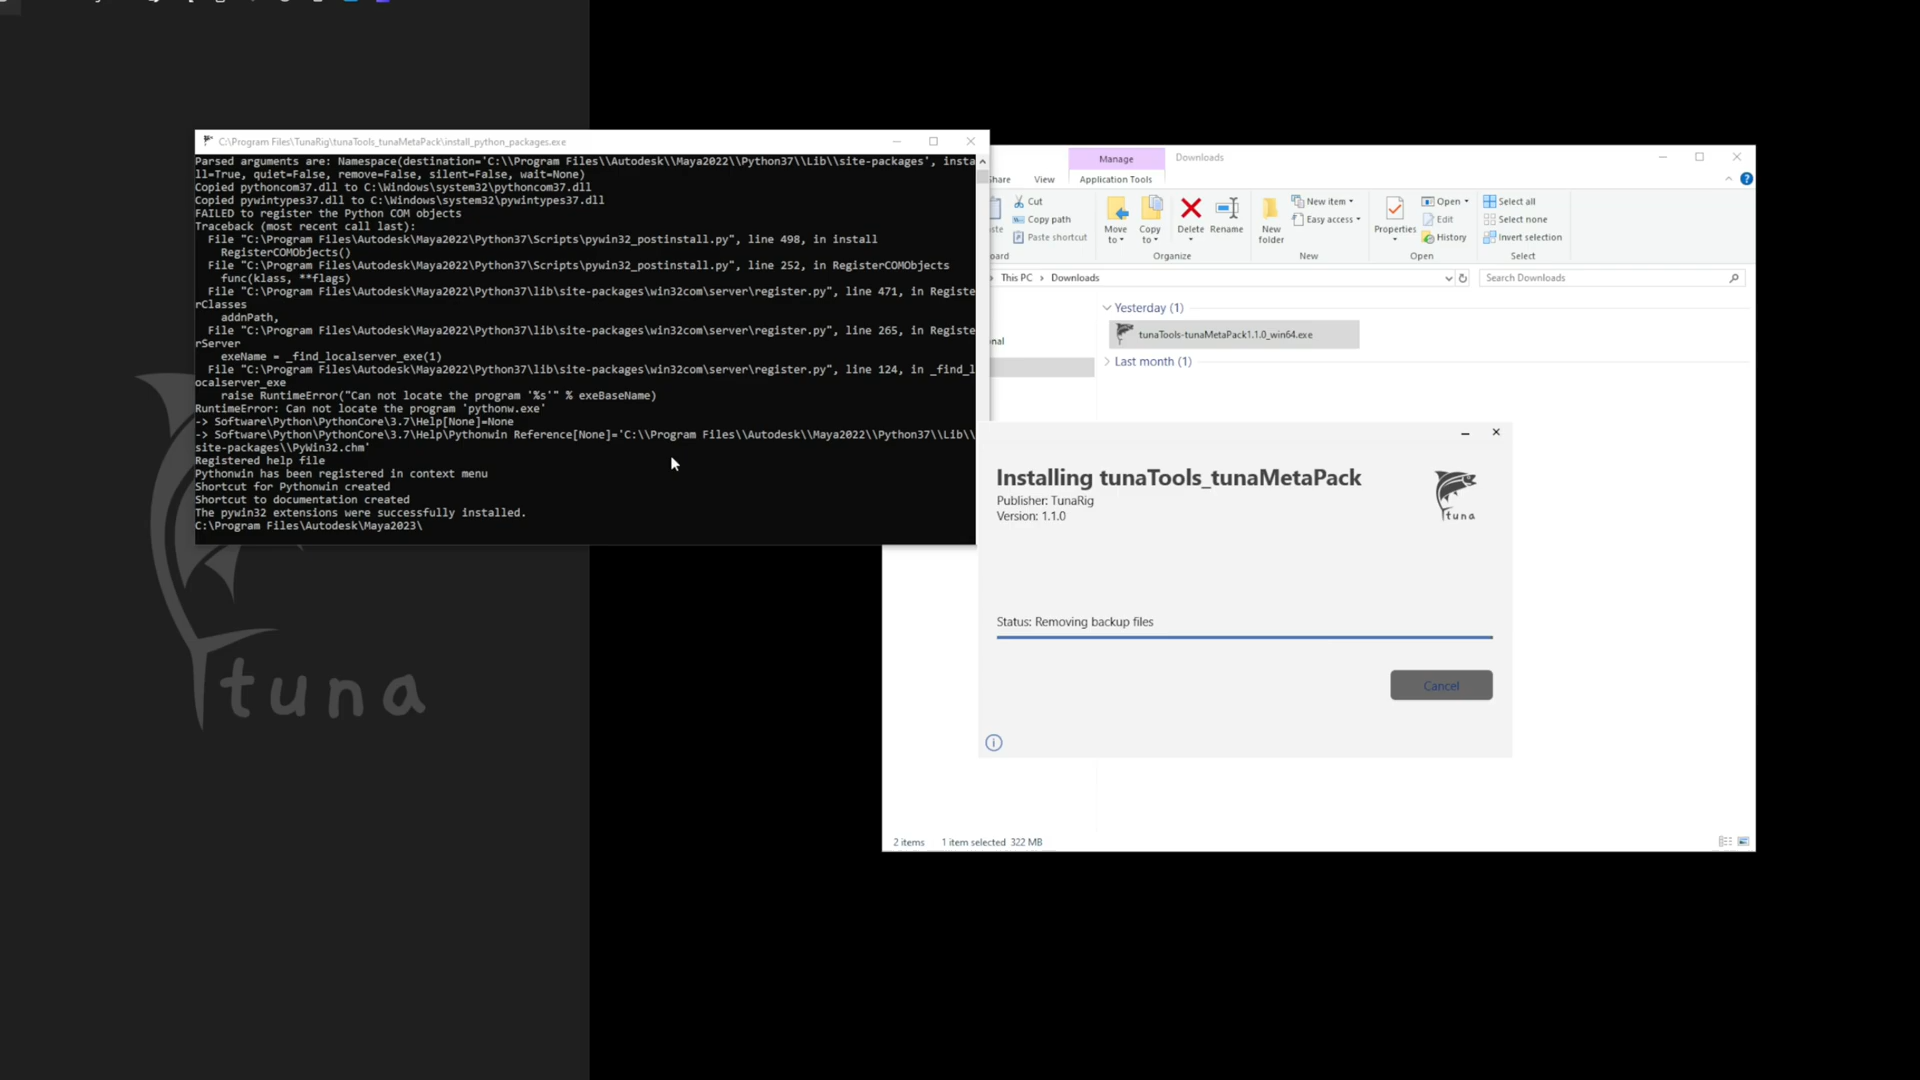 C:\Program Files\TunaRig\tunaTools_tunaMetaPack\install_python_packages.exe
Parsed arguments are: Namespace(destination='C:\\Program Files\\Autodesk\\Maya2022\\Python37\\Lib\\site-packages', insta
ll=True, quiet=False, remove=False, silent=False, wait=None)
Copied pythoncom37.dll to C:\Windows\system32\pythoncom37.dll
Copied pywintypes37.dll to C:\Windows\system32\pywintypes37.dll
FAILED to register the Python COM objects
Traceback (most recent call last):
File "C:\Program Files\Autodesk\Maya2022\Python37\Scripts\pywin32_postinstall.py", line 498, in install
RegisterCOMObjects()
File "C:\Program Files\Autodesk\Maya2022\Python37\Scripts\pywin32_postinstall.py", line 252, in RegisterCOMObjects
func(klass, **flags)
File "C:\Program Files\Autodesk\Maya2022\Python37\lib\site-packages\win32com\server\register.py", line 471, in Registe
rClasses
addnPath,
File "C:\Program Files\Autodesk\Maya2022\Python37\lib\site-packages\win32com\server\register.py", line 265, in Registe
rServer
exeName = _find_localserver_exe(1)
File "C:\Program Files\Autodesk\Maya2022\Python37\lib\site-packages\win32com\server\register.py", line 124, in _find_l
ocalserver_exe
raise RuntimeError("Can not locate the program '%s'" % exeBaseName)
RuntimeError: Can not locate the program 'pythonw.exe'
-> Software\Python\PythonCore\3.7\Help[None]=None
-> Software\Python\PythonCore\3.7\Help\Pythonwin Reference[None]='C:\\Program Files\\Autodesk\\Maya2022\\Python37\\Lib\\
site-packages\\PyWin32.chm'
Registered help file
Pythonwin has been registered in context menu
Shortcut for Pythonwin created
Shortcut to documentation created
The pywin32 extensions were successfully installed.
C:\Program Files\Autodesk\Maya2023\
tuna
Manage
Downloads
Share
View
Application Tools
Cut
Copy path
Paste shortcut
Move to
Copy to
Delete
Rename
Organize
New folder
New item
Easy access
New
Properties
Open
Edit
History
Open
Select all
Select none
Invert selection
Select
This PC > Downloads
Search Downloads
Yesterday (1)
tunaTools-tunaMetaPack1.1.0_win64.exe
Last month (1)
Installing tunaTools_tunaMetaPack
Publisher: TunaRig
Version: 1.1.0
tuna
Status: Removing backup files
Cancel
2 items
1 item selected 322 MB